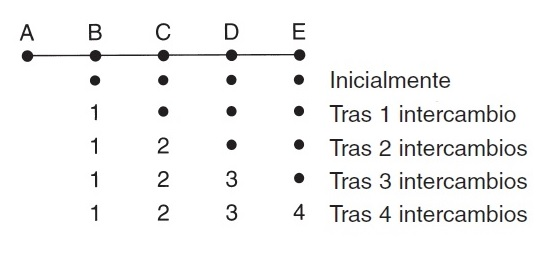 A B C D E
• • • • Inicialmente
1 • • • Tras 1 intercambio
1 2 • • Tras 2 intercambios
1 2 3 • Tras 3 intercambios
1 2 3 4 Tras 4 intercambios